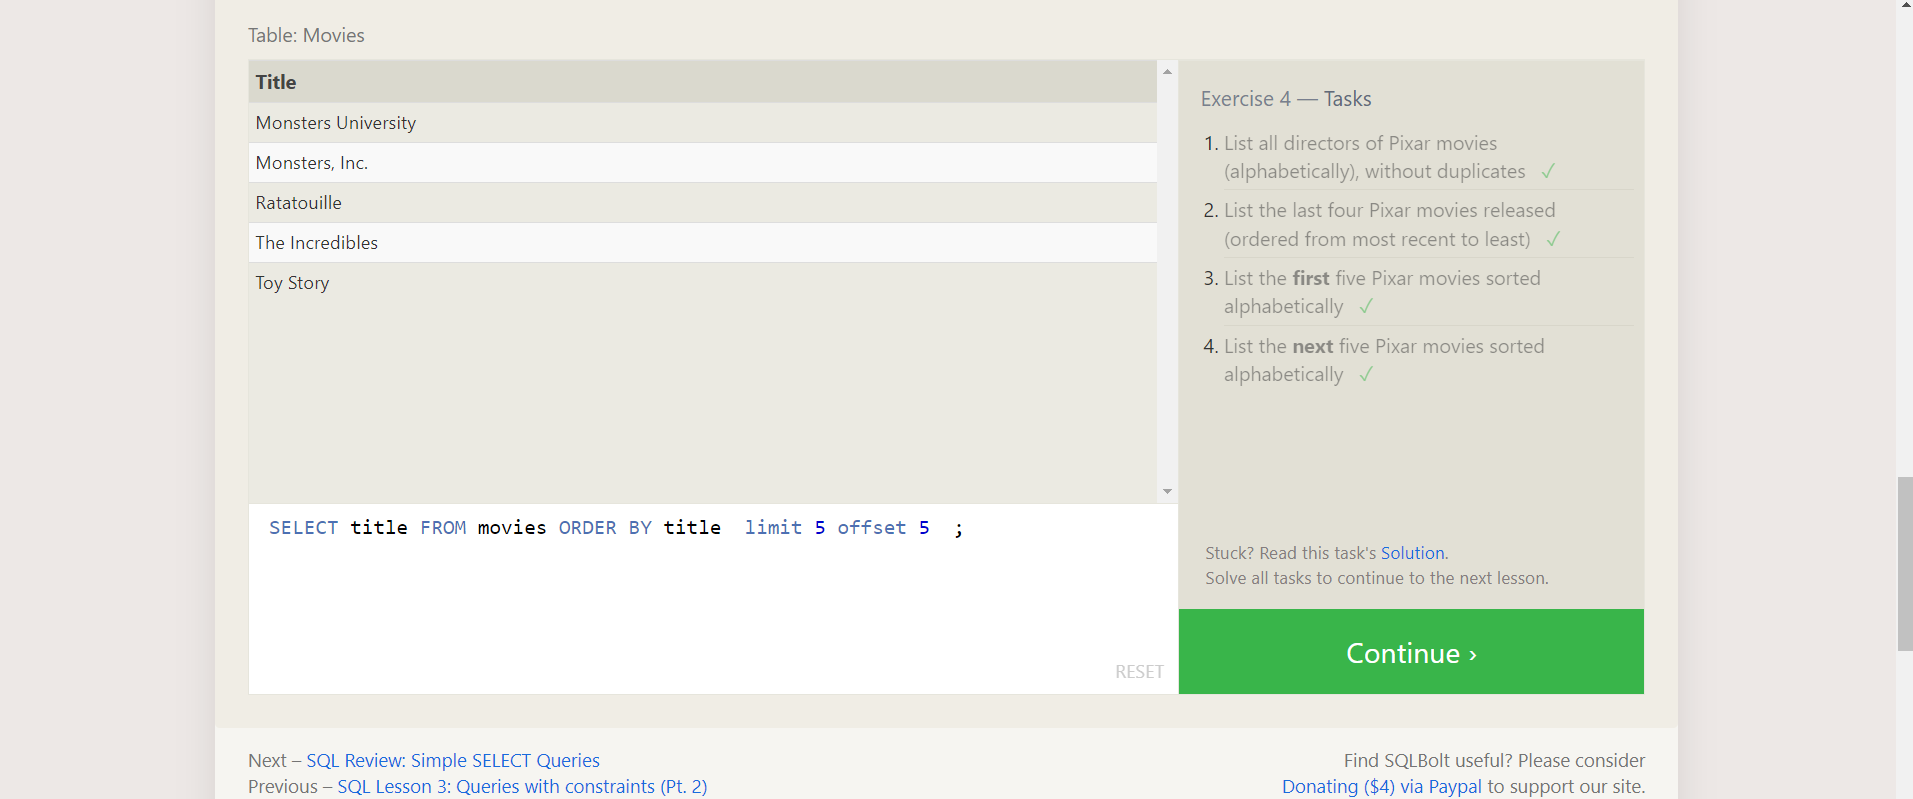 Table: Movies
Title
Monsters University
Monsters, Inc.
Ratatouille
The Incredibles
Toy Story
SELECT title FROM movies ORDER BY title  limit 5 offset 5  ;
RESET
Exercise 4 — Tasks
1. List all directors of Pixar movies
(alphabetically), without duplicates ✓
2. List the last four Pixar movies released
(ordered from most recent to least) ✓
3. List the first five Pixar movies sorted
alphabetically ✓
4. List the next five Pixar movies sorted
alphabetically ✓
Stuck? Read this task's Solution.
Solve all tasks to continue to the next lesson.
Continue ›
Next – SQL Review: Simple SELECT Queries
Previous – SQL Lesson 3: Queries with constraints (Pt. 2)
Find SQLBolt useful? Please consider
Donating ($4) via Paypal to support our site.